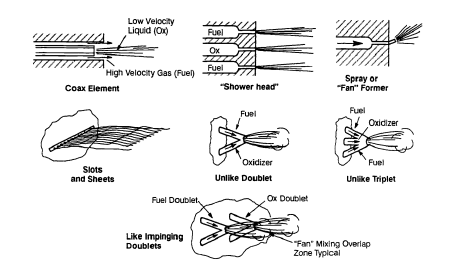 Low Velocity
Liquid (Ox)
High Velocity Gas (Fuel)
Coax Element
Fuel
Ox
Fuel
"Shower head"
Spray or
"Fan" Former
Slots
and Sheets
Fuel
Oxidizer
Unlike Doublet
Fuel
Oxidizer
Fuel
Unlike Triplet
Fuel Doublet
Ox Doublet
Like Impinging
Doublets
"Fan" Mixing Overlap
Zone Typical